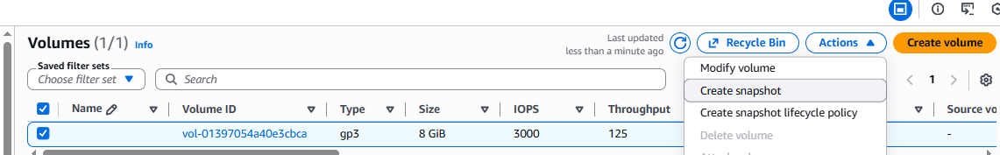 Volumes (1/1) Info
Last updated
less than a minute ago
Recycle Bin
Actions
Create volume
Saved filter sets
Choose filter set
Search
1
Modify volume
Create snapshot
Create snapshot lifecycle policy
Delete volume
Name
Volume ID
Type
Size
IOPS
Throughput
Source vo
vol-01397054a40e3cbca
gp3
8 GiB
3000
125
-